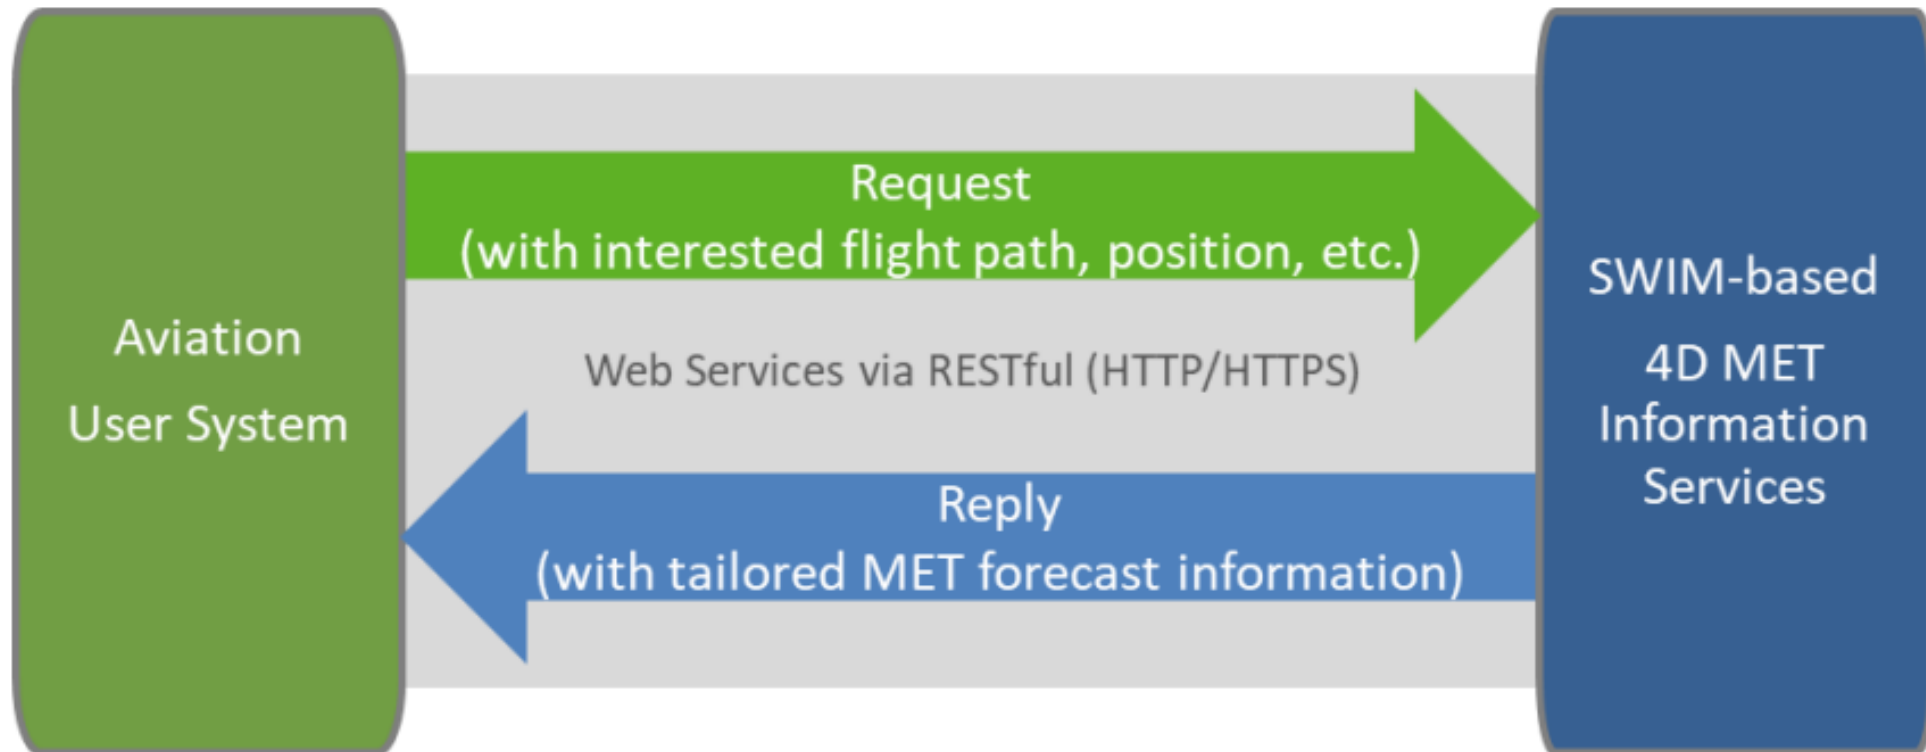 Aviation
User System
Request
(with interested flight path, position, etc.)
Web Services via RESTful (HTTP/HTTPS)
Reply
(with tailored MET forecast information)
SWIM-based
4D MET
Information
Services